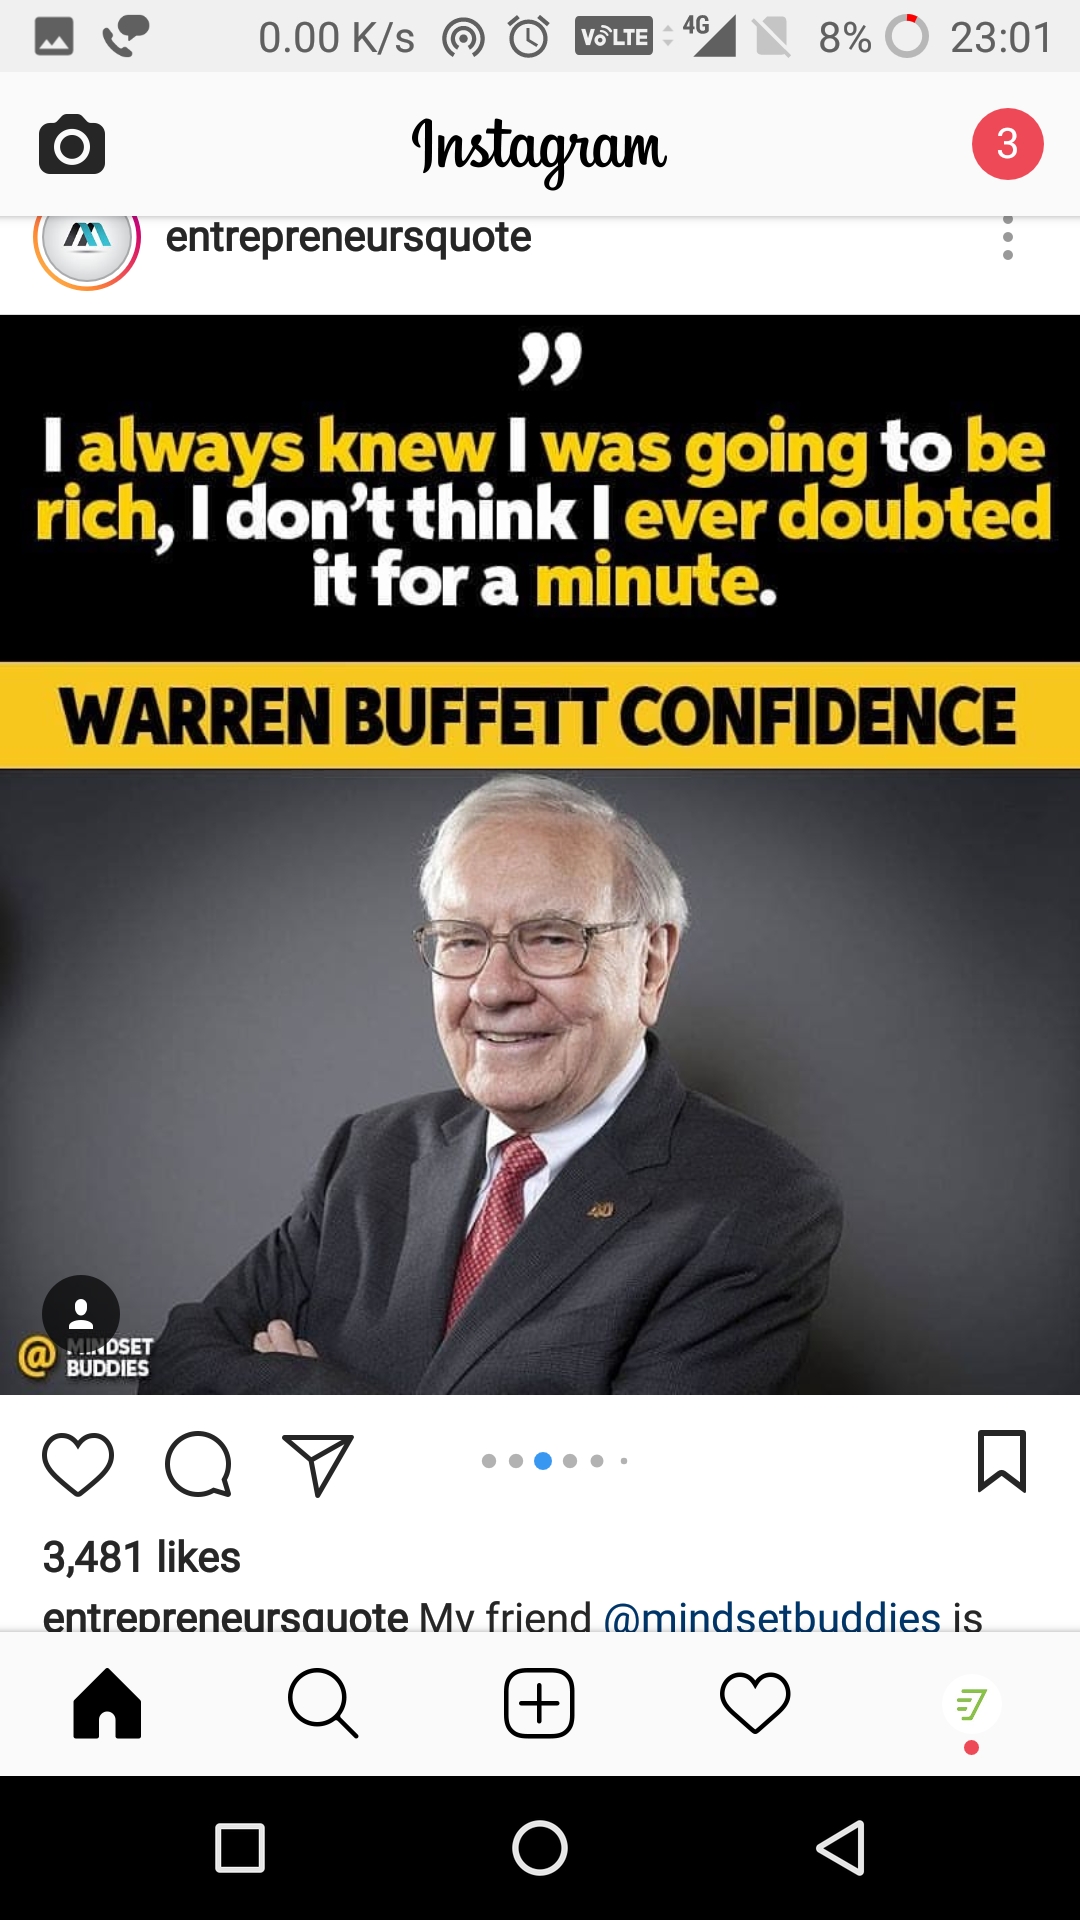 0.00 K/s VoLTE 4G 8% 23:01
Instagram
3
entrepreneursquote
”
I always knew I was going to be
rich, I don’t think I ever doubted
it for a minute.
WARREN BUFFETT CONFIDENCE
@ MINDSET
BUDDIES
3,481 likes
entrepreneursquote My friend @mindsetbuddies is